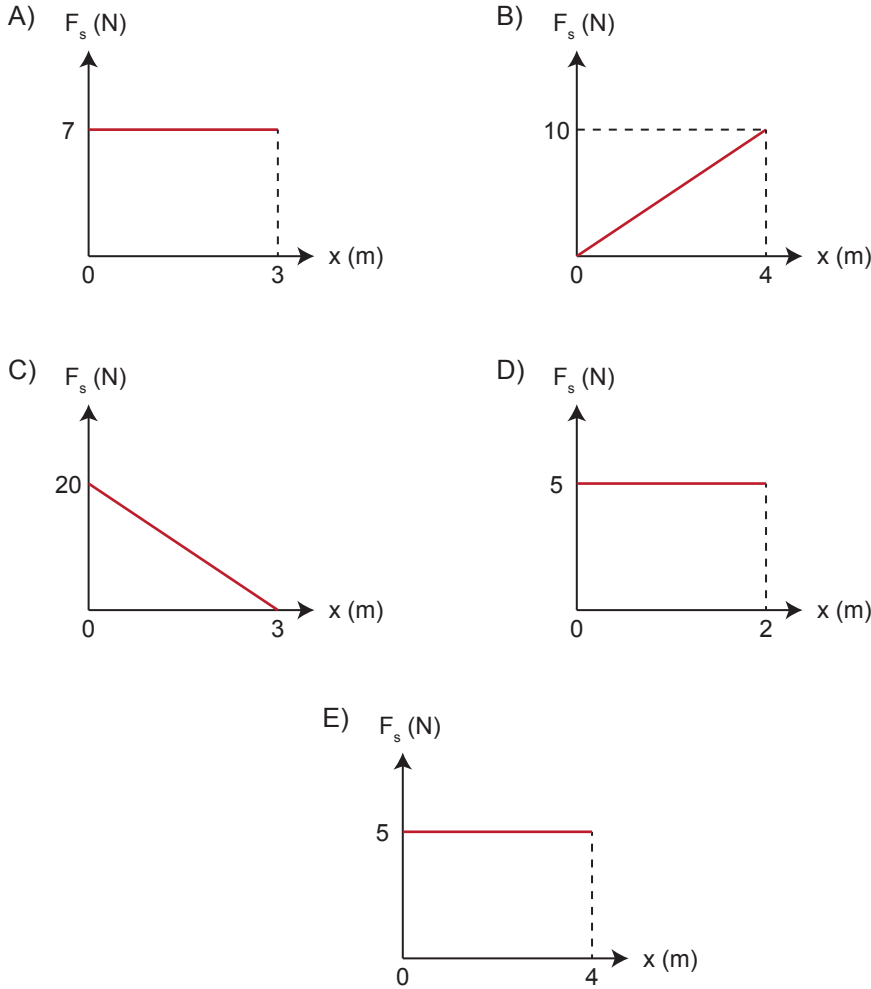 A) F_s (N)
7
0 3 x (m)
B) F_s (N)
10
0 4 x (m)
C) F_s (N)
20
0 3 x (m)
D) F_s (N)
5
0 2 x (m)
E) F_s (N)
5
0 4 x (m)